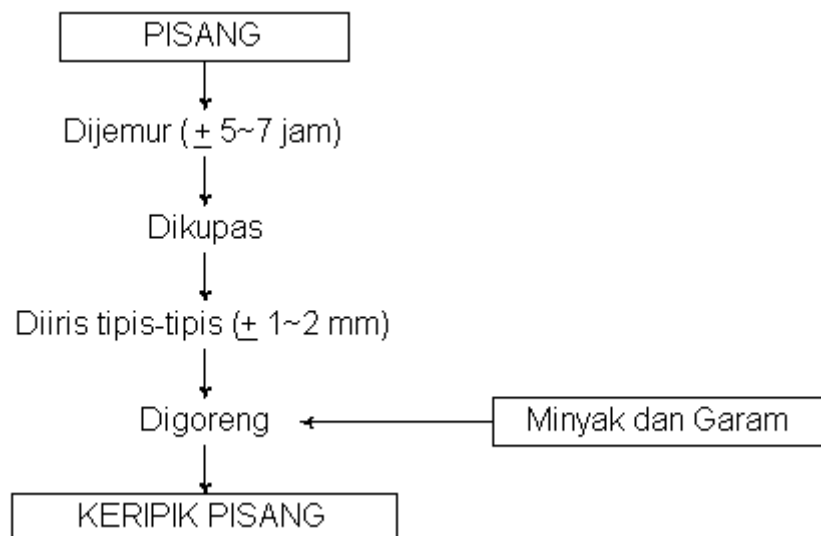 PISANG
Dijemur (± 5~7 jam)
Dikupas
Diiris tipis-tipis (± 1~2 mm)
Digoreng
Minyak dan Garam
KERIPIK PISANG